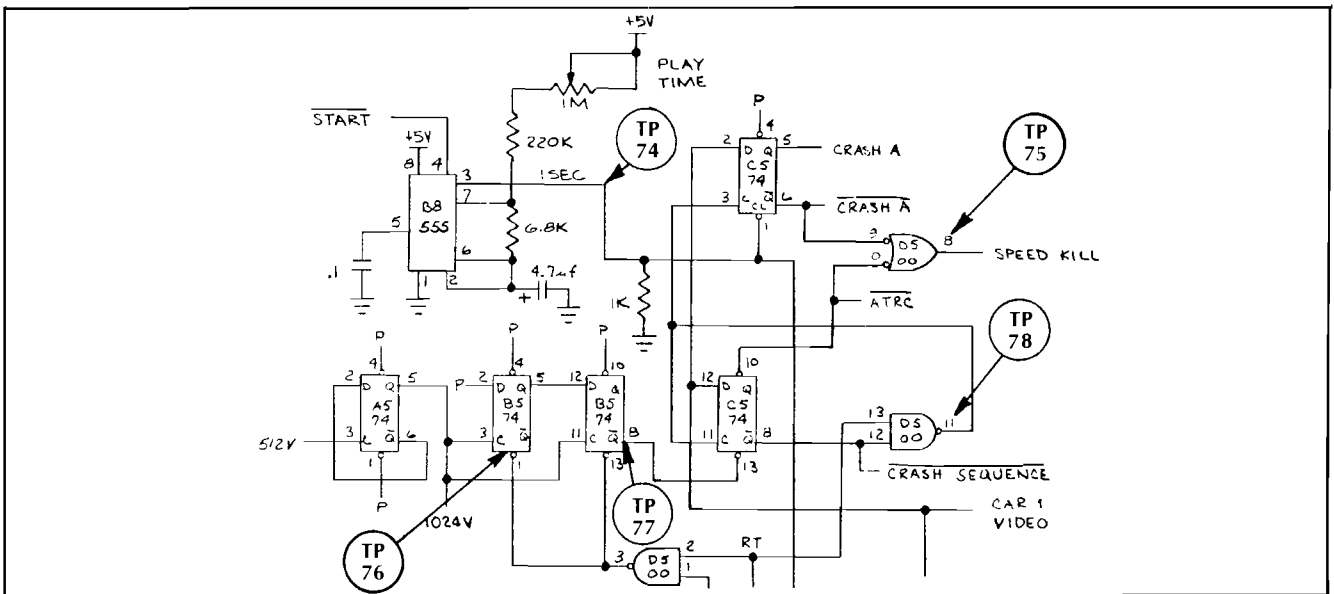 +5V
PLAY
TIME
1M
START
+5V
220K
TP
74
P
TP
75
8
4
3
1SEC
7
B8
555
5
6
1
2
6.8K
.1
4.7uf
+
1K
2
D
Q
5
CRASH A
4
C5
74
3
C
CL
Q
6
CRASH A
1
9
D5
00
8
SPEED KILL
0
ATRC
TP
78
P
4
2
D
Q
5
A5
74
512V
3
C
6
1
P
P
4
P
2
D
Q
5
B5
74
3
C
Q
1
P
10
12
D
Q
B5
74
11
C
Q
8
13
10
12
D
Q
C5
74
11
C
Q
8
13
13
D5
00
11
12
CRASH SEQUENCE
CAR 1
VIDEO
1024V
TP
76
TP
77
RT
3
D5
00
2
1